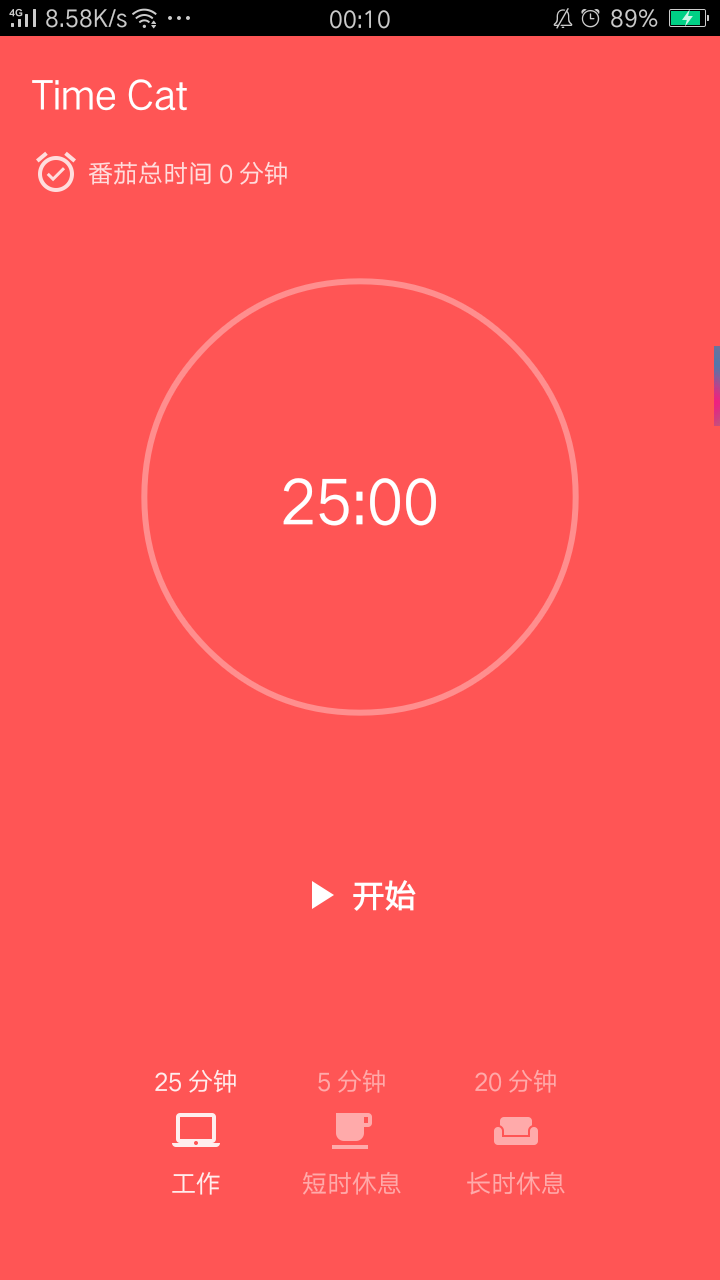 4G 8.58K/s 00:10 89%
Time Cat
番茄总时间 0 分钟
25:00
开始
25 分钟 5 分钟 20 分钟
工作 短时休息 长时休息